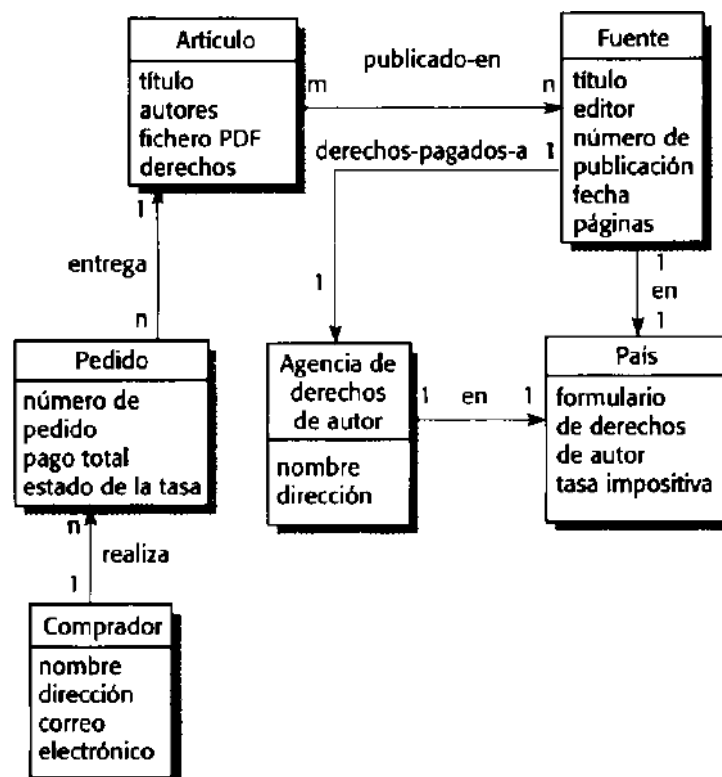 Artículo
título
autores
fichero PDF
derechos
publicado-en
m
n
Fuente
título
editor
número de
publicación
fecha
páginas
derechos-pagados-a
1
1
1
entrega
n
1
en
1
Pedido
número de
pedido
pago total
estado de la tasa
Agencia de
derechos
de autor
nombre
dirección
1
en
1
País
formulario
de derechos
de autor
tasa impositiva
n
realiza
1
Comprador
nombre
dirección
correo
electrónico